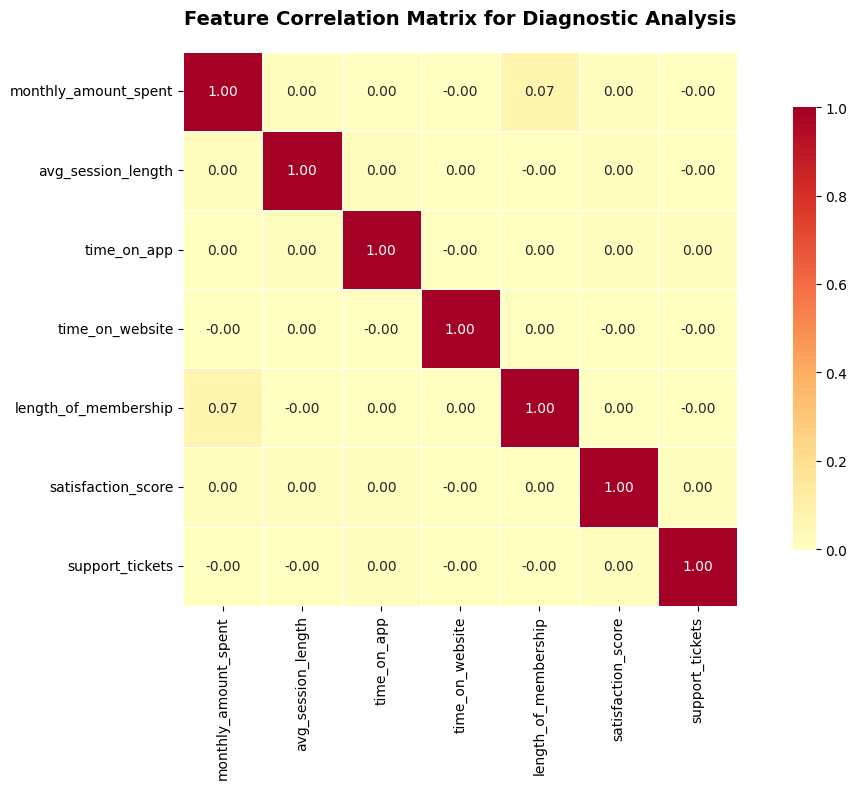 Feature Correlation Matrix for Diagnostic Analysis
monthly_amount_spent 1.00 0.00 0.00 -0.00 0.07 0.00 -0.00
avg_session_length 0.00 1.00 0.00 0.00 -0.00 0.00 -0.00
time_on_app 0.00 0.00 1.00 -0.00 0.00 0.00 0.00
time_on_website -0.00 0.00 -0.00 1.00 0.00 -0.00 -0.00
length_of_membership 0.07 -0.00 0.00 0.00 1.00 0.00 -0.00
satisfaction_score 0.00 0.00 0.00 -0.00 0.00 1.00 0.00
support_tickets -0.00 -0.00 0.00 -0.00 -0.00 0.00 1.00
monthly_amount_spent
avg_session_length
time_on_app
time_on_website
length_of_membership
satisfaction_score
support_tickets
1.0
0.8
0.6
0.4
0.2
0.0